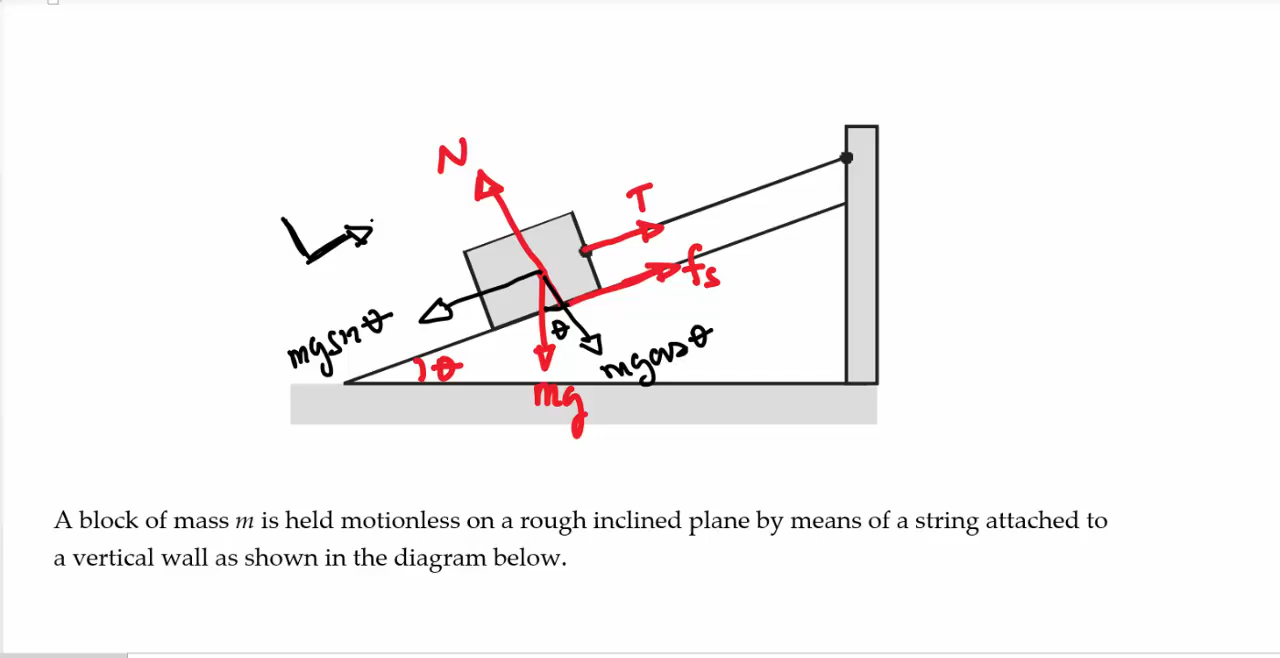 N
T
fs
mgsinθ
θ
θ
mgcosθ
mg
A block of mass m is held motionless on a rough inclined plane by means of a string attached to
a vertical wall as shown in the diagram below.